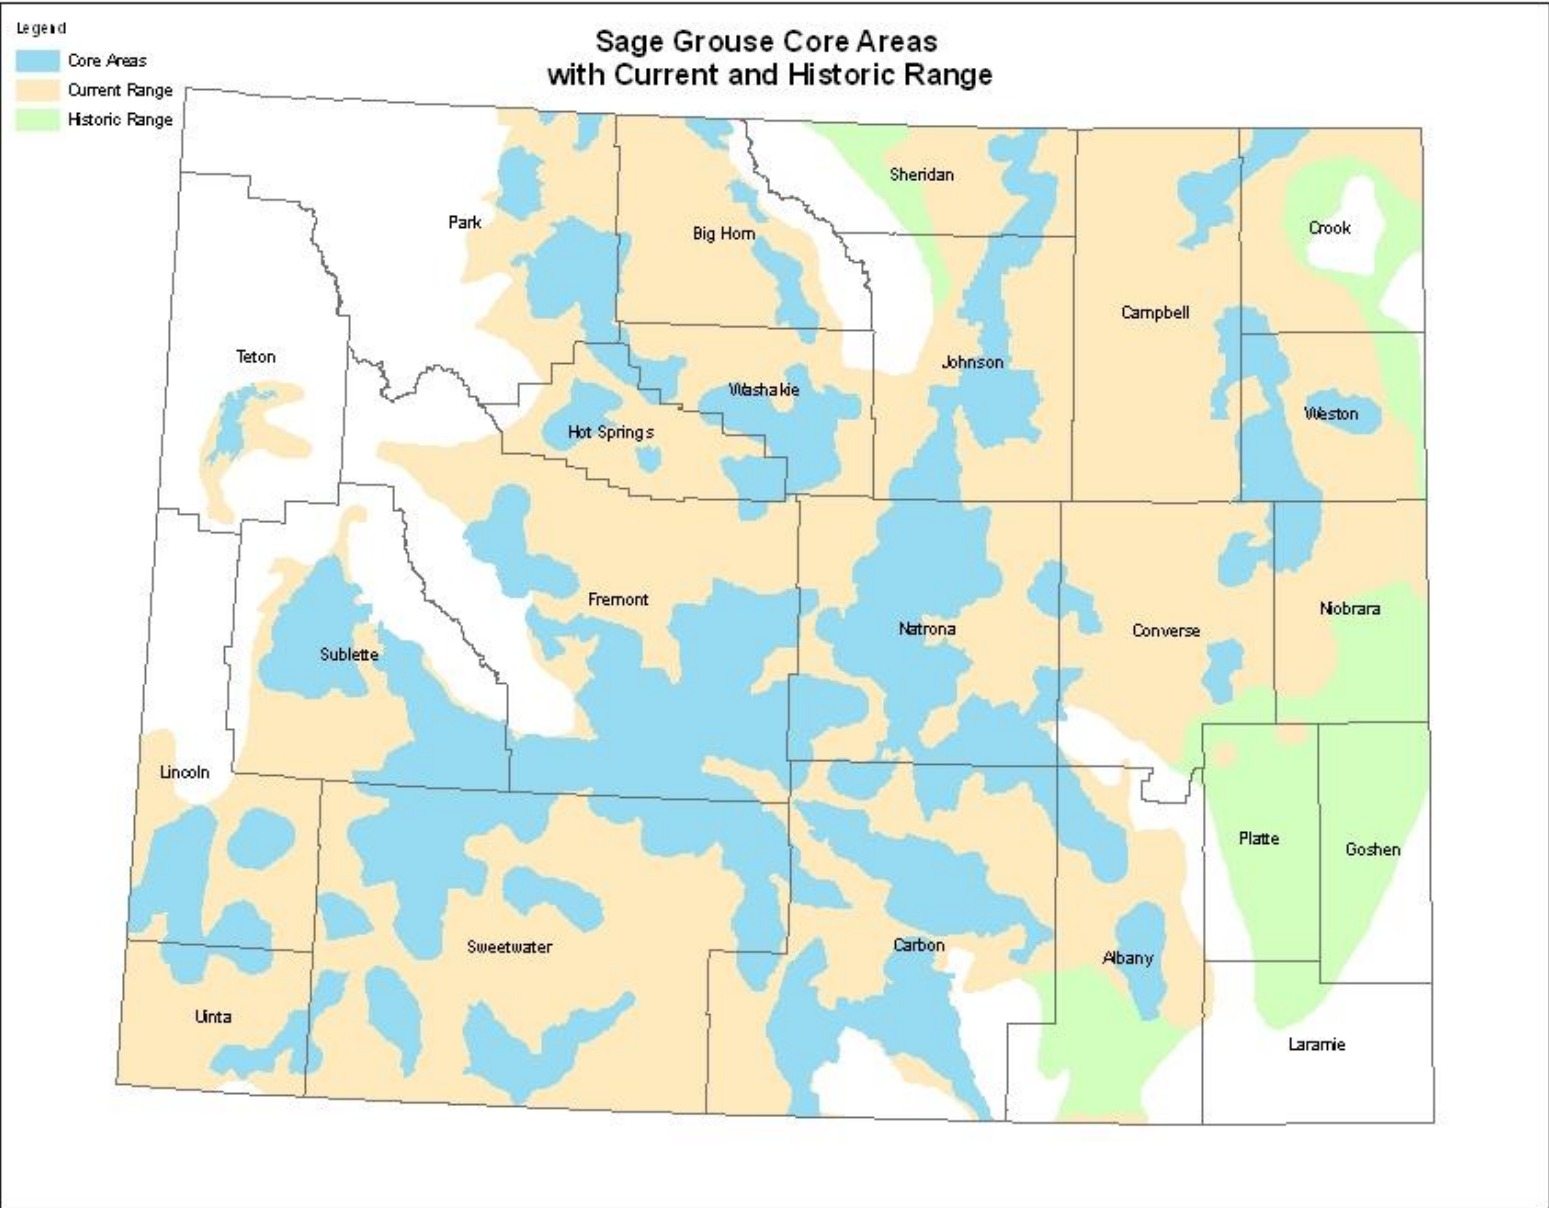 Legend
Core Areas
Current Range
Historic Range
Sage Grouse Core Areas
with Current and Historic Range
Sheridan
Park
Big Horn
Crook
Campbell
Teton
Johnson
Washakie
Weston
Hot Springs
Fremont
Niobrara
Natrona
Converse
Sublette
Lincoln
Platte
Goshen
Sweetwater
Carbon
Albany
Uinta
Laramie